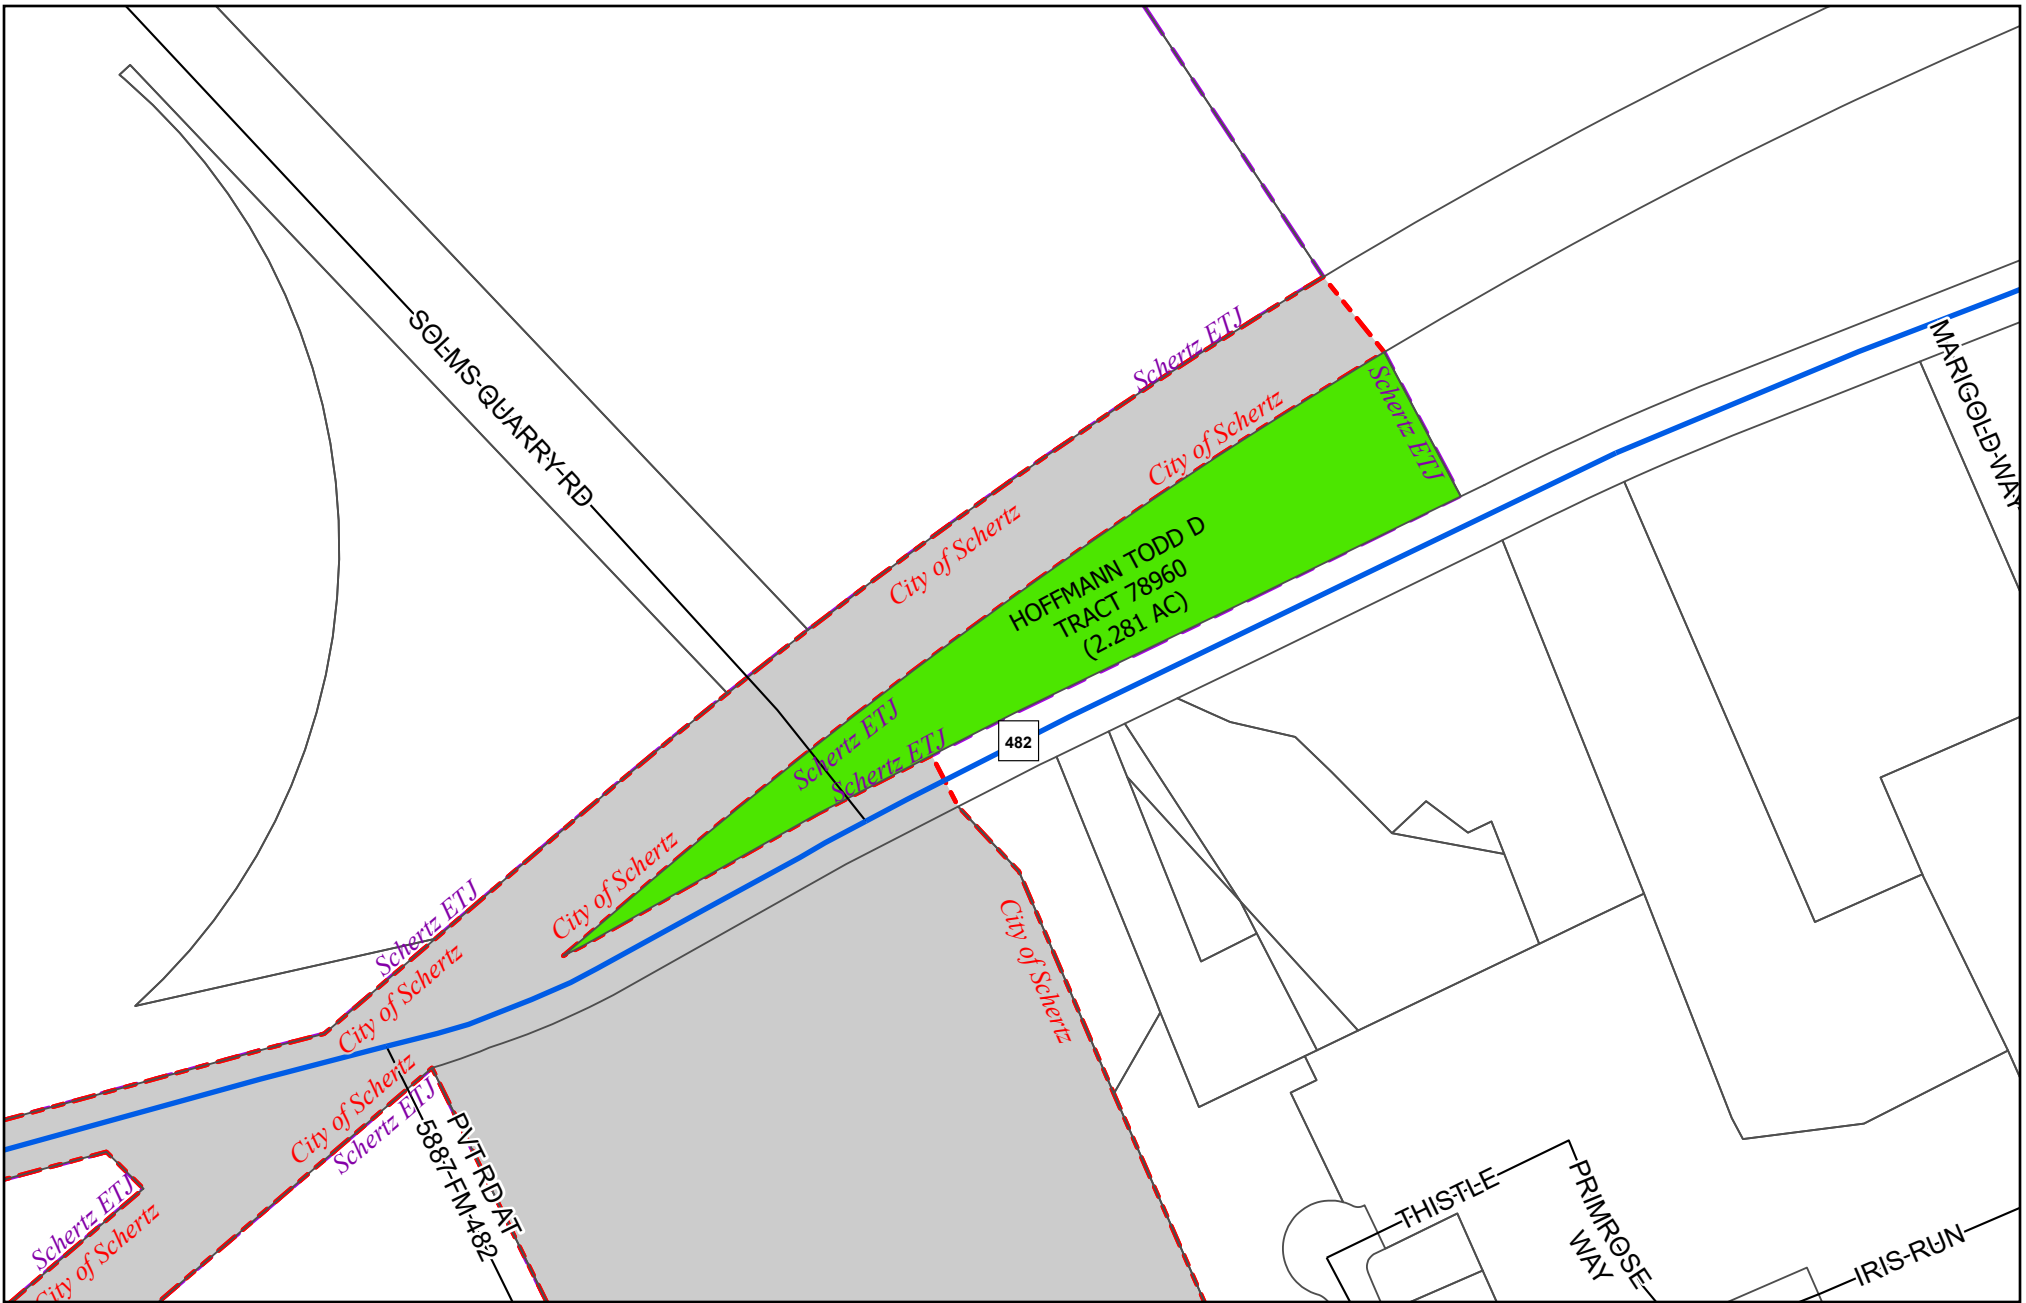 SOLMS-QUARRY-RD
Schertz ETJ
City of Schertz
Schertz ETJ
MARIGOLD-WAY
City of Schertz
HOFFMANN TODD D
TRACT 78960
(2.281 AC)
Schertz ETJ
Schertz ETJ
482
City of Schertz
Schertz ETJ
City of Schertz
City of Schertz
City of Schertz
Schertz ETJ
PVT-RD-AT
5887-FM-482
Schertz ETJ
City of Schertz
THISTLE
PRIMROSE
WAY
IRIS-RUN